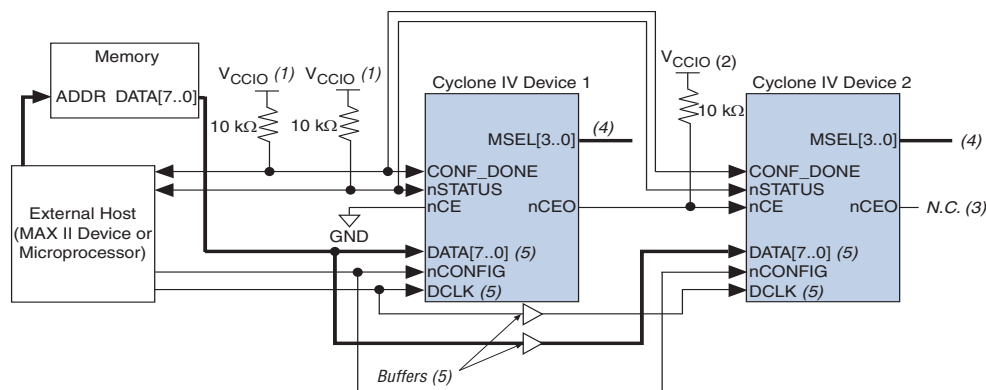 Memory
ADDR DATA[7..0]
External Host
(MAX II Device or
Microprocessor)
VCCIO (1)
10 kΩ
VCCIO (1)
10 kΩ
GND
Cyclone IV Device 1
MSEL[3..0]
(4)
CONF_DONE
nSTATUS
nCE
nCEO
DATA[7..0] (5)
nCONFIG
DCLK (5)
Buffers (5)
VCCIO (2)
10 kΩ
Cyclone IV Device 2
MSEL[3..0]
(4)
CONF_DONE
nSTATUS
nCE
nCEO
N.C. (3)
DATA[7..0] (5)
nCONFIG
DCLK (5)